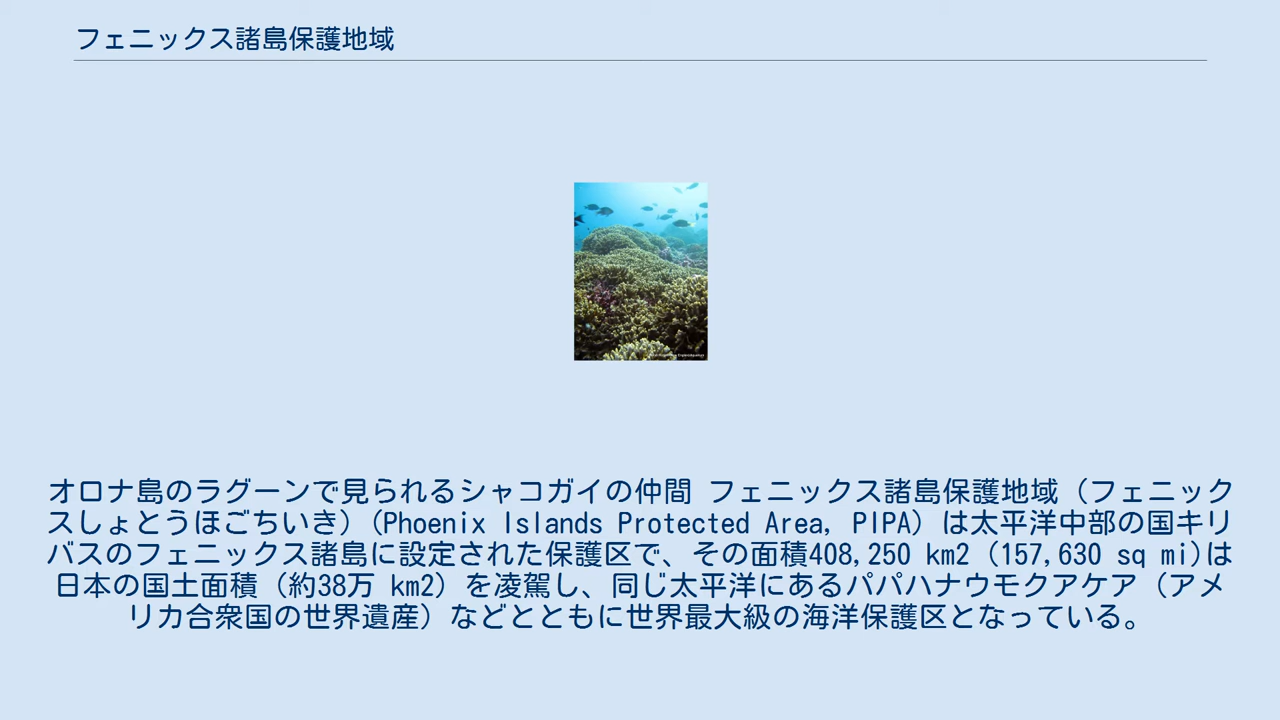 フェニックス諸島保護地域
オロナ島のラグーンで見られるシャコガイの仲間 フェニックス諸島保護地域（フェニック
スしょとうほごちいき）(Phoenix Islands Protected Area, PIPA）は太平洋中部の国キリ
バスのフェニックス諸島に設定された保護区で、その面積408,250 km2 (157,630 sq mi)は
日本の国土面積（約38万 km2）を凌駕し、同じ太平洋にあるパパハナウモクアケア（アメ
リカ合衆国の世界遺産）などとともに世界最大級の海洋保護区となっている。